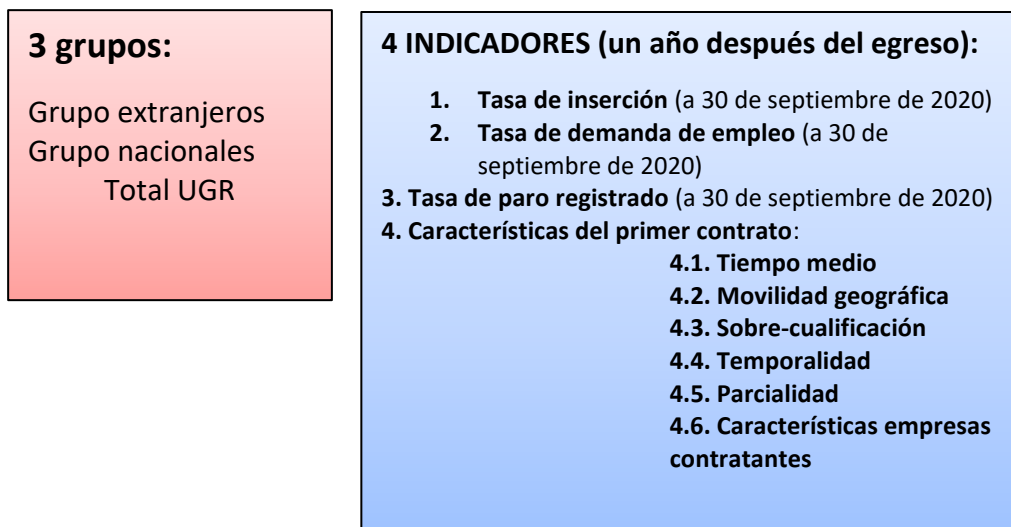 3 grupos:
Grupo extranjeros
Grupo nacionales
Total UGR
4 INDICADORES (un año después del egreso):
1. Tasa de inserción (a 30 de septiembre de 2020)
2. Tasa de demanda de empleo (a 30 de
septiembre de 2020)
3. Tasa de paro registrado (a 30 de septiembre de 2020)
4. Características del primer contrato:
4.1. Tiempo medio
4.2. Movilidad geográfica
4.3. Sobre-cualificación
4.4. Temporalidad
4.5. Parcialidad
4.6. Características empresas
contratantes